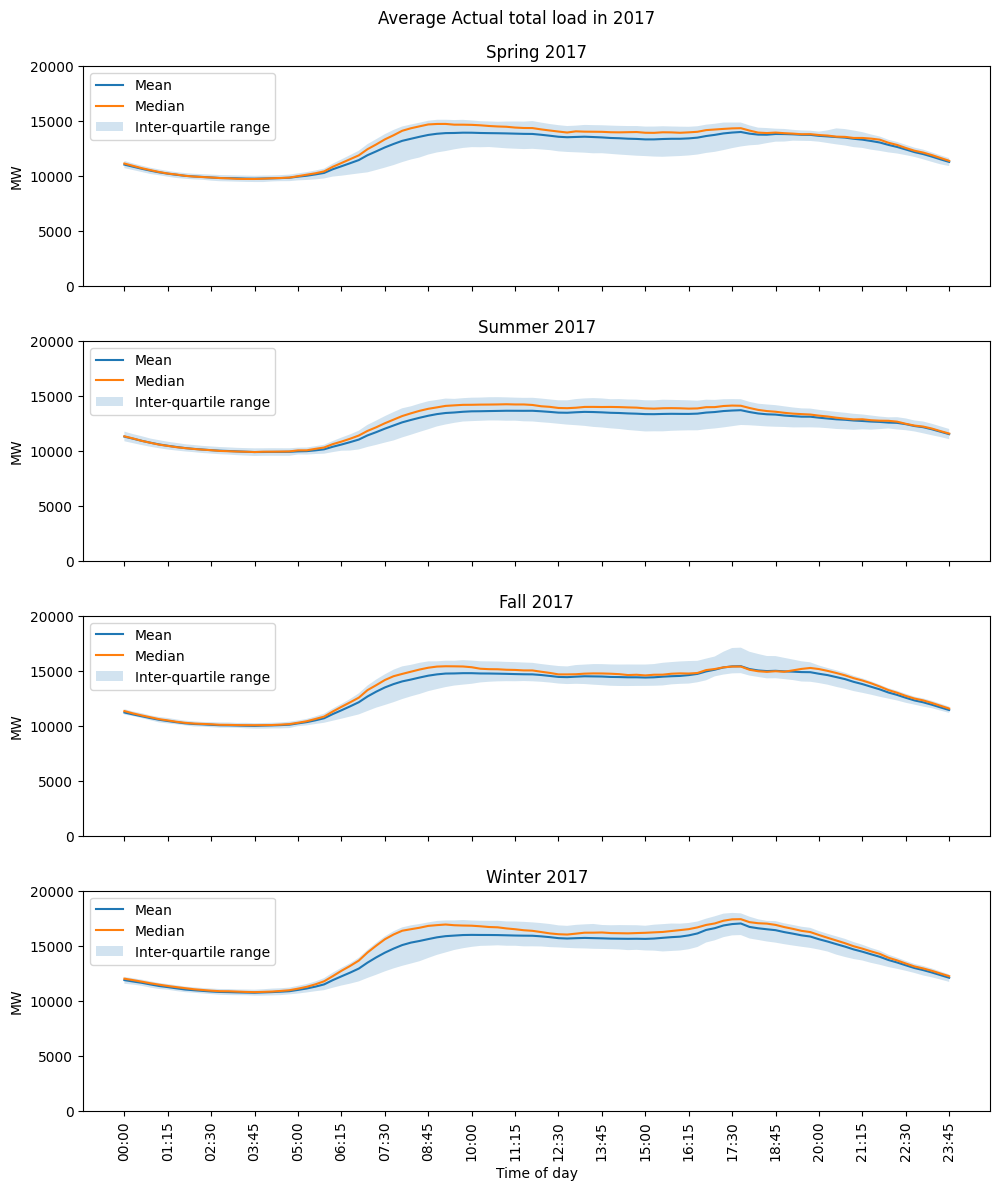 Average Actual total load in 2017
Spring 2017
20000
15000
10000
5000
0
MW
Mean
Median
Inter-quartile range
Summer 2017
20000
15000
10000
5000
0
MW
Mean
Median
Inter-quartile range
Fall 2017
20000
15000
10000
5000
0
MW
Mean
Median
Inter-quartile range
Winter 2017
20000
15000
10000
5000
0
MW
Mean
Median
Inter-quartile range
00:00
01:15
02:30
03:45
05:00
06:15
07:30
08:45
10:00
11:15
12:30
13:45
15:00
16:15
17:30
18:45
20:00
21:15
22:30
23:45
Time of day